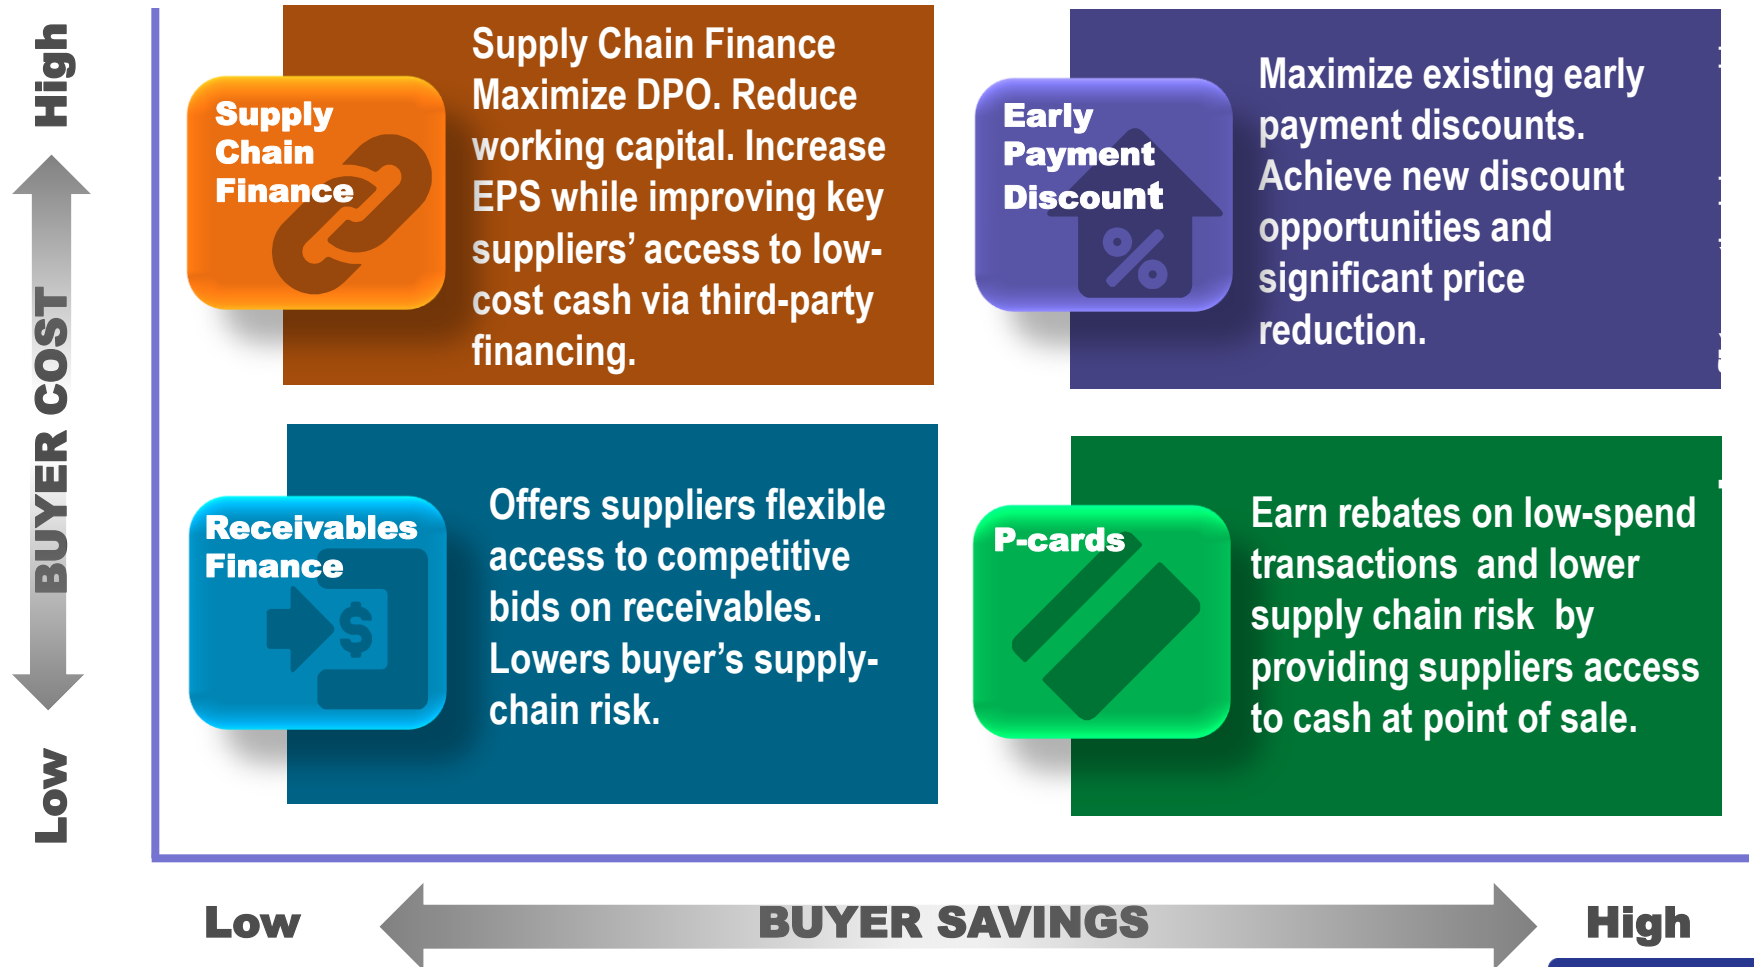 High
BUYER COST
Low
Supply
Chain
Finance
Supply Chain Finance
Maximize DPO. Reduce
working capital. Increase
EPS while improving key
suppliers’ access to low-
cost cash via third-party
financing.
Early
Payment
Discount
%
Maximize existing early
payment discounts.
Achieve new discount
opportunities and
significant price
reduction.
Receivables
Finance
$
Offers suppliers flexible
access to competitive
bids on receivables.
Lowers buyer’s supply-
chain risk.
P-cards
Earn rebates on low-spend
transactions  and lower
supply chain risk  by
providing suppliers access
to cash at point of sale.
Low
BUYER SAVINGS
High